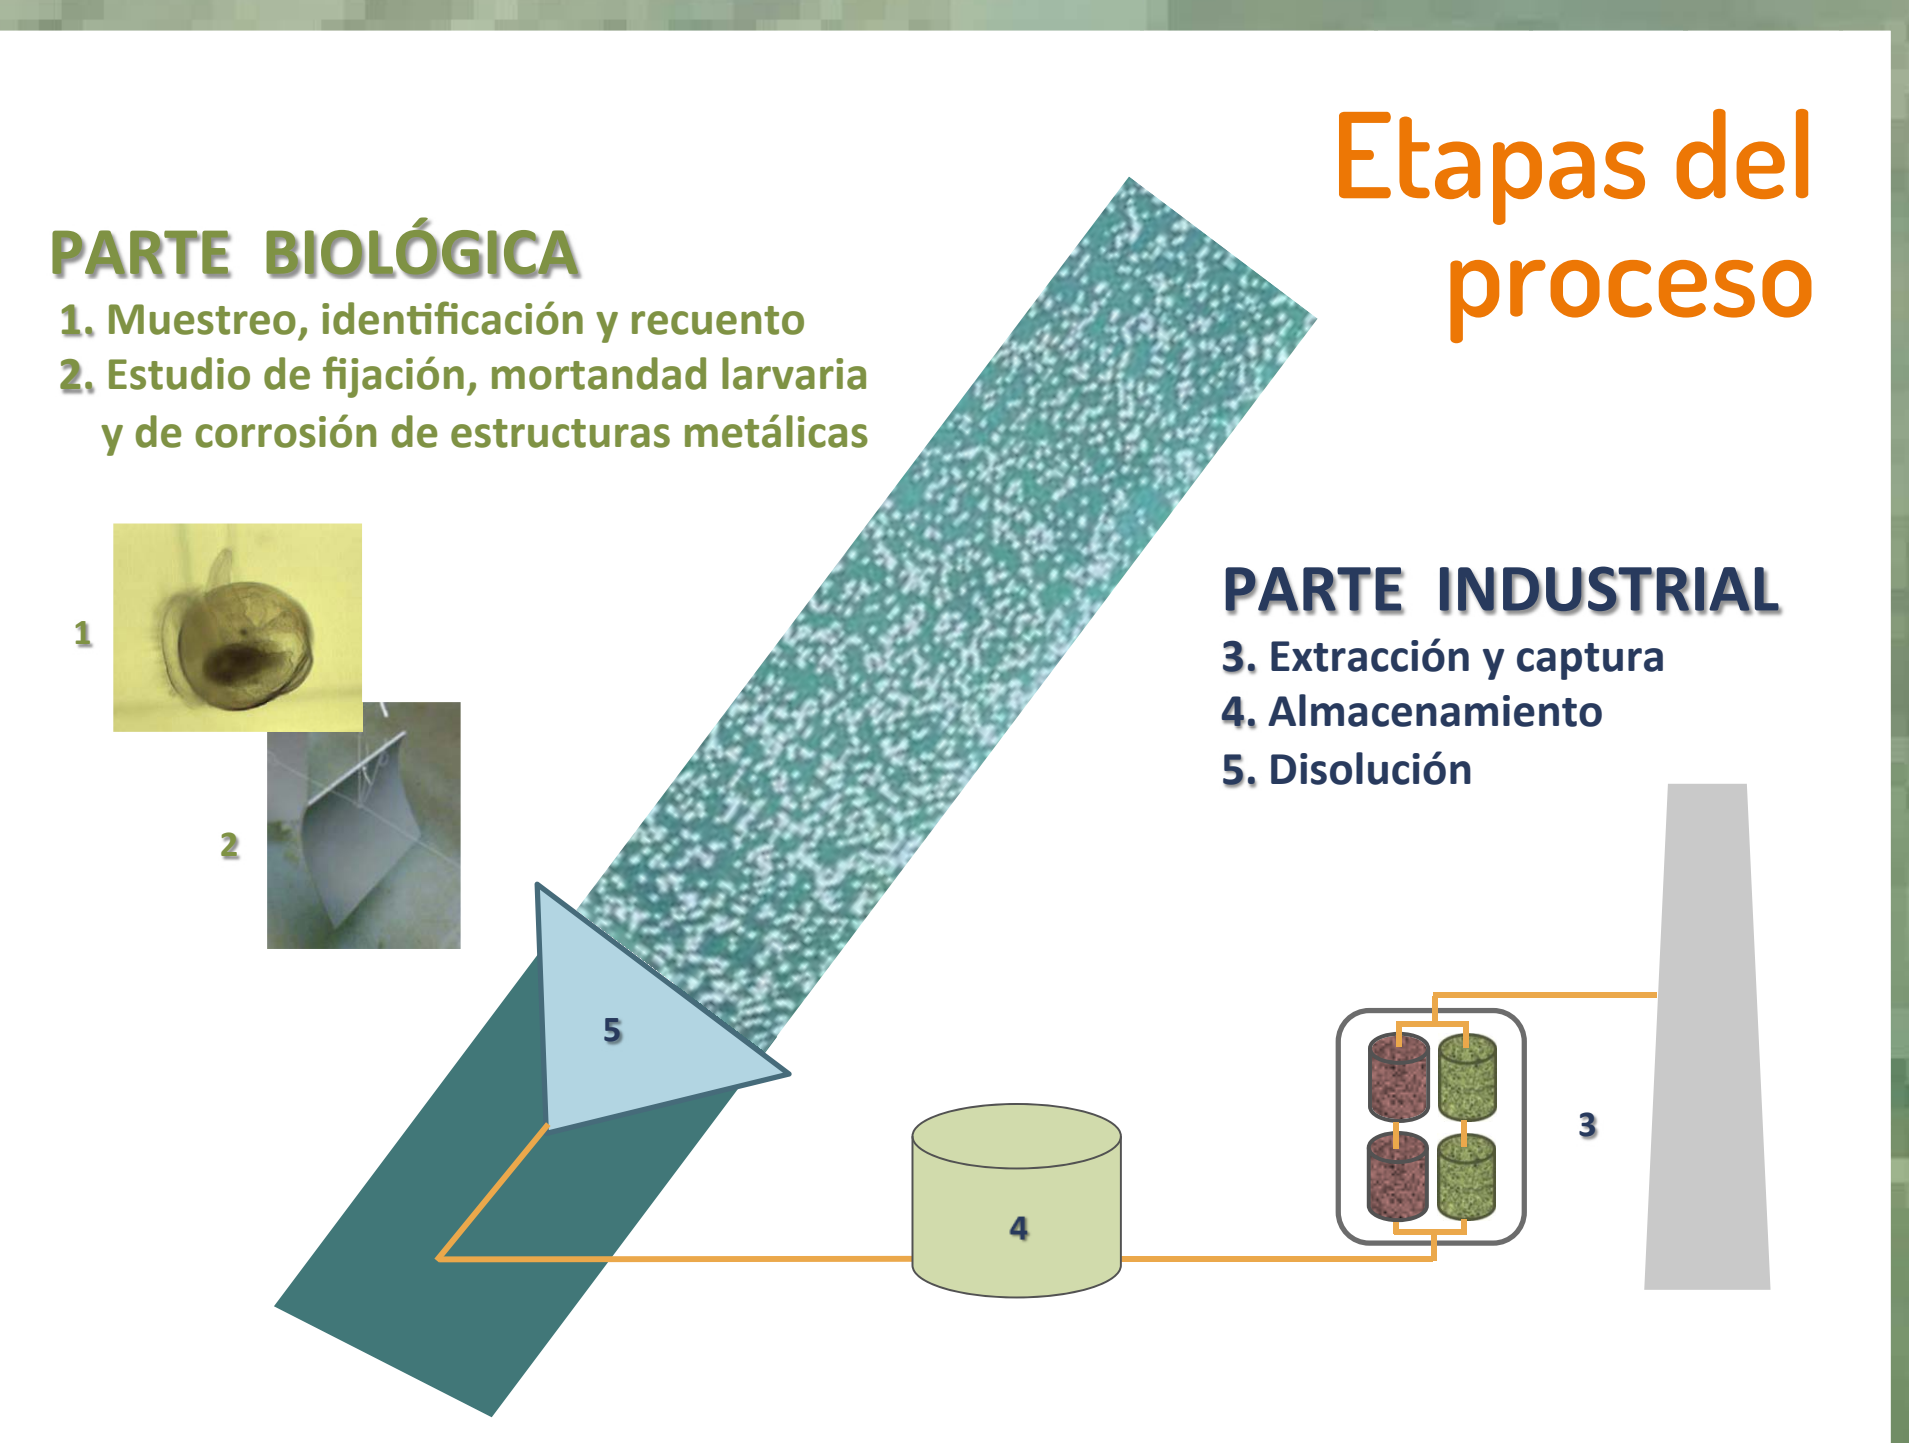 Etapas del
proceso
PARTE BIOLÓGICA
1. Muestreo, identificación y recuento
2. Estudio de fijación, mortandad larvaria
y de corrosión de estructuras metálicas
1
2
PARTE INDUSTRIAL
3. Extracción y captura
4. Almacenamiento
5. Disolución
5
4
3